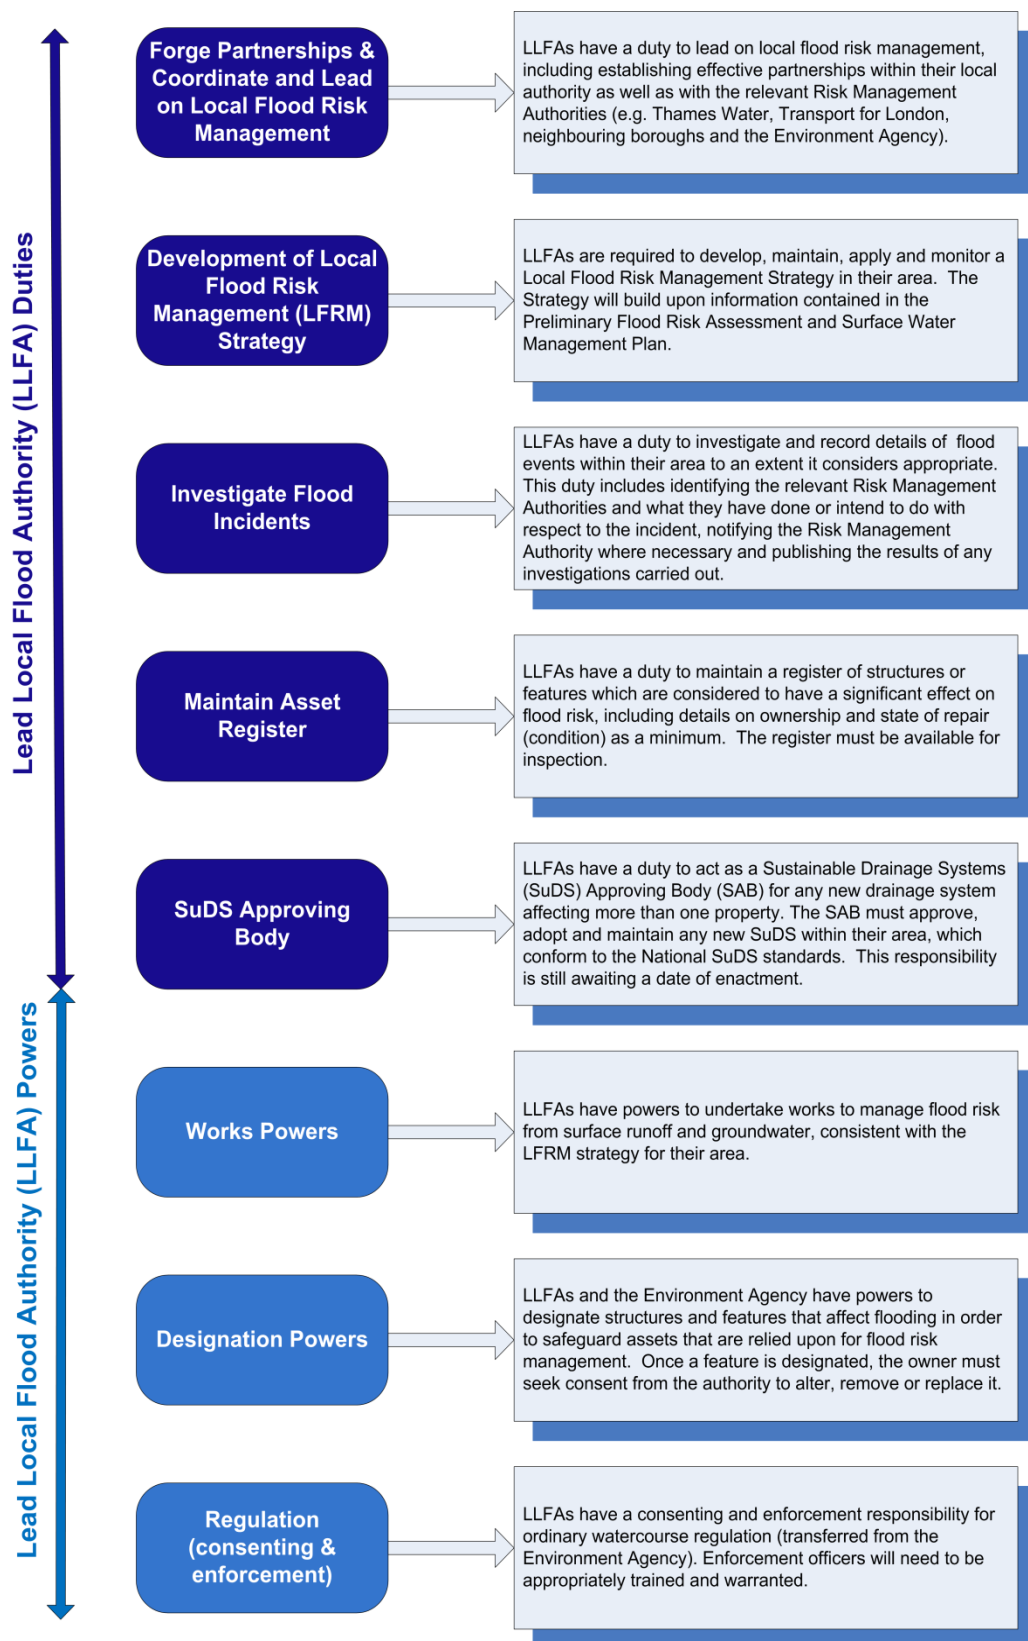 Lead Local Flood Authority (LLFA) Duties
Forge Partnerships &
Coordinate and Lead
on Local Flood Risk
Management
LLFAs have a duty to lead on local flood risk management,
including establishing effective partnerships within their local
authority as well as with the relevant Risk Management
Authorities (e.g. Thames Water, Transport for London,
neighbouring boroughs and the Environment Agency).
Development of Local
Flood Risk
Management (LFRM)
Strategy
LLFAs are required to develop, maintain, apply and monitor a
Local Flood Risk Management Strategy in their area.  The
Strategy will build upon information contained in the
Preliminary Flood Risk Assessment and Surface Water
Management Plan.
Investigate Flood
Incidents
LLFAs have a duty to investigate and record details of  flood
events within their area to an extent it considers appropriate.
This duty includes identifying the relevant Risk Management
Authorities and what they have done or intend to do with
respect to the incident, notifying the Risk Management
Authority where necessary and publishing the results of any
investigations carried out.
Maintain Asset
Register
LLFAs have a duty to maintain a register of structures or
features which are considered to have a significant effect on
flood risk, including details on ownership and state of repair
(condition) as a minimum.  The register must be available for
inspection.
SuDS Approving
Body
LLFAs have a duty to act as a Sustainable Drainage Systems
(SuDS) Approving Body (SAB) for any new drainage system
affecting more than one property. The SAB must approve,
adopt and maintain any new SuDS within their area, which
conform to the National SuDS standards.  This responsibility
is still awaiting a date of enactment.
Lead Local Flood Authority (LLFA) Powers
Works Powers
LLFAs have powers to undertake works to manage flood risk
from surface runoff and groundwater, consistent with the
LFRM strategy for their area.
Designation Powers
LLFAs and the Environment Agency have powers to
designate structures and features that affect flooding in order
to safeguard assets that are relied upon for flood risk
management.  Once a feature is designated, the owner must
seek consent from the authority to alter, remove or replace it.
Regulation
(consenting &
enforcement)
LLFAs have a consenting and enforcement responsibility for
ordinary watercourse regulation (transferred from the
Environment Agency). Enforcement officers will need to be
appropriately trained and warranted.